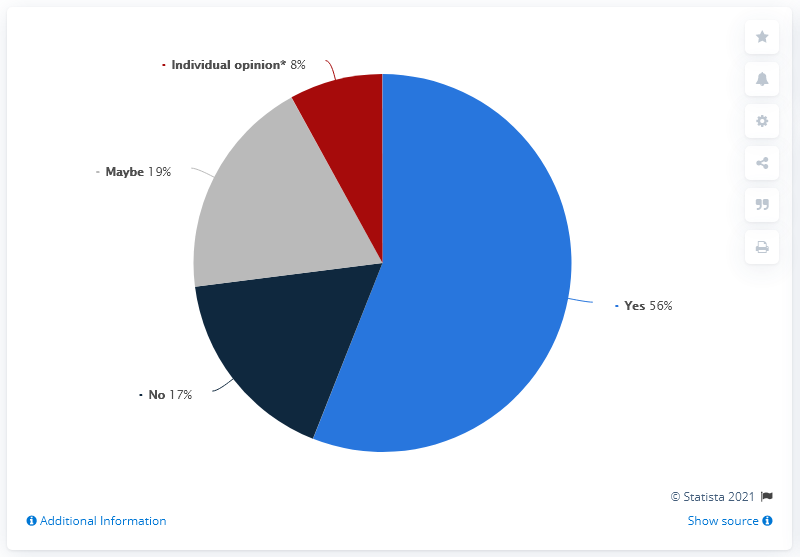 Individual opinion* 8%
Maybe 19%
Yes 56%
No 17%
© Statista 2021
Additional Information
Show source